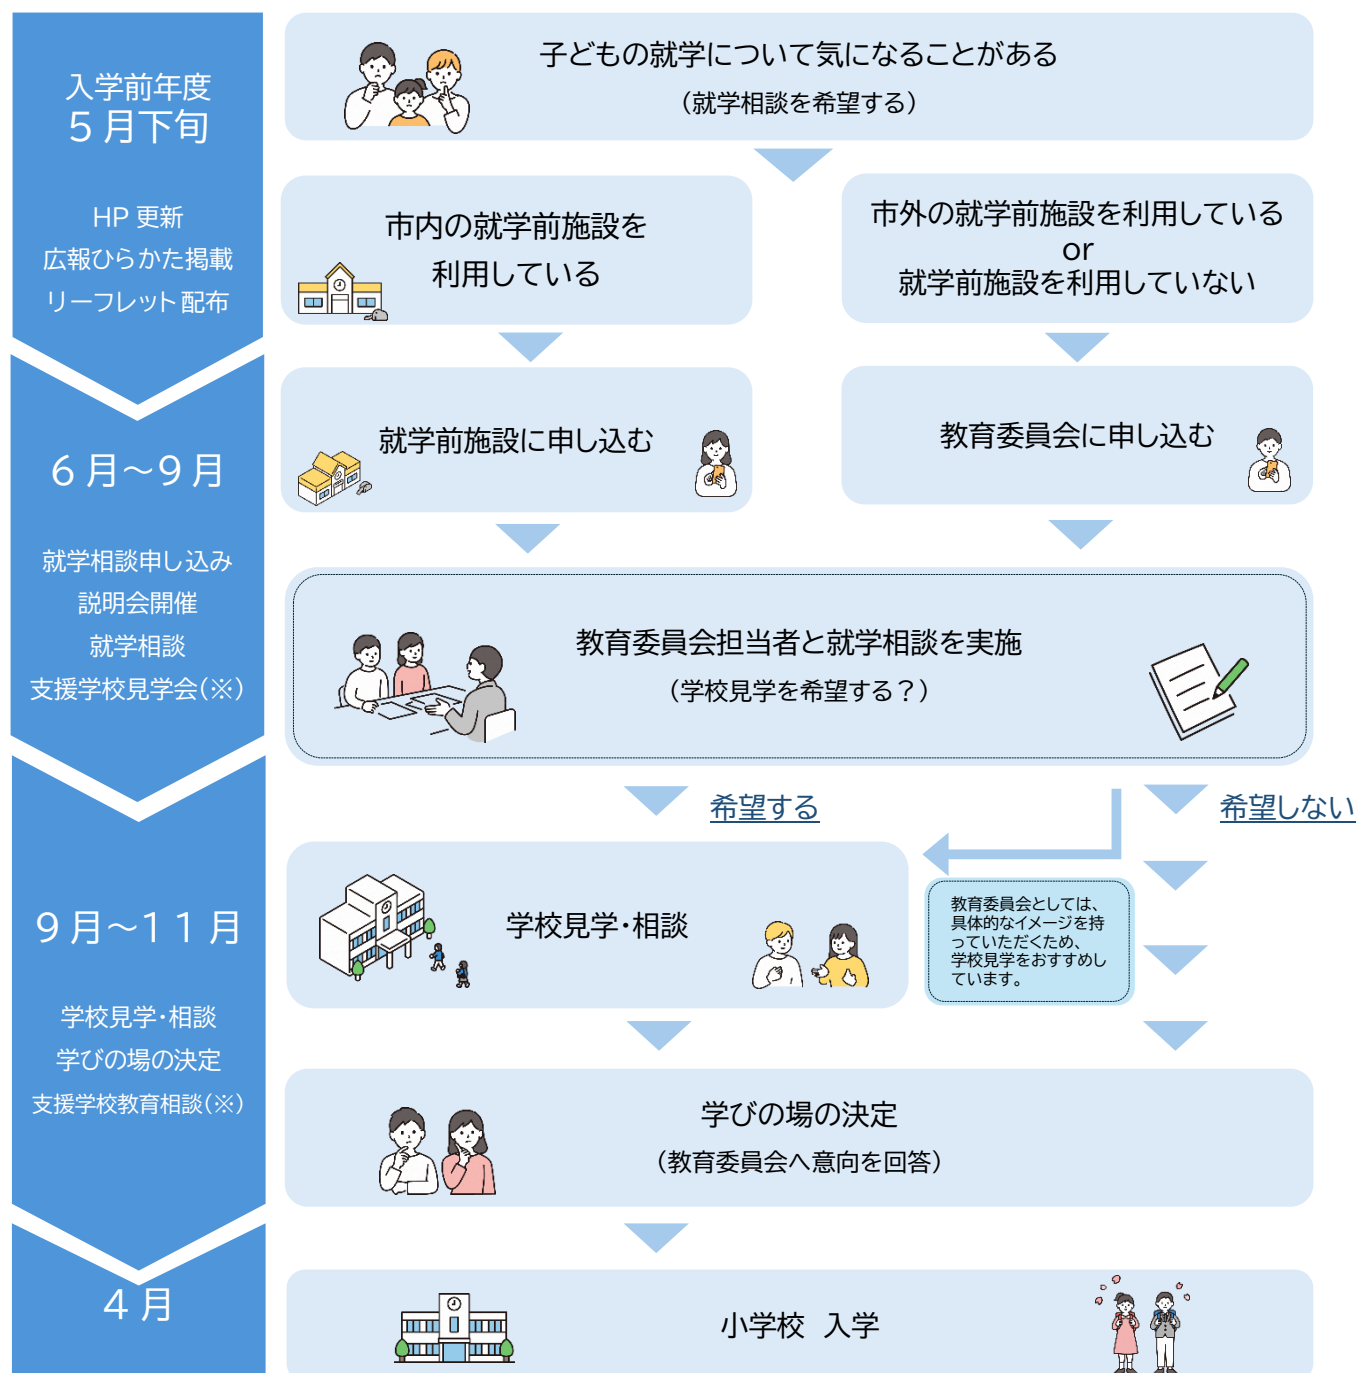 入学前年度
5月下旬
HP 更新
広報ひらかた掲載
リーフレット配布
子どもの就学について気になることがある
(就学相談を希望する)
市内の就学前施設を
利用している
市外の就学前施設を利用している
or
就学前施設を利用していない
6月～9月
就学相談申し込み
説明会開催
就学相談
支援学校見学会(※)
就学前施設に申し込む
教育委員会に申し込む
教育委員会担当者と就学相談を実施
(学校見学を希望する？)
希望する
希望しない
9月～11月
学校見学・相談
学びの場の決定
支援学校教育相談(※)
学校見学・相談
教育委員会としては、
具体的なイメージを持
っていただくため、
学校見学をおすすめし
ています。
学びの場の決定
(教育委員会へ意向を回答)
4月
小学校 入学